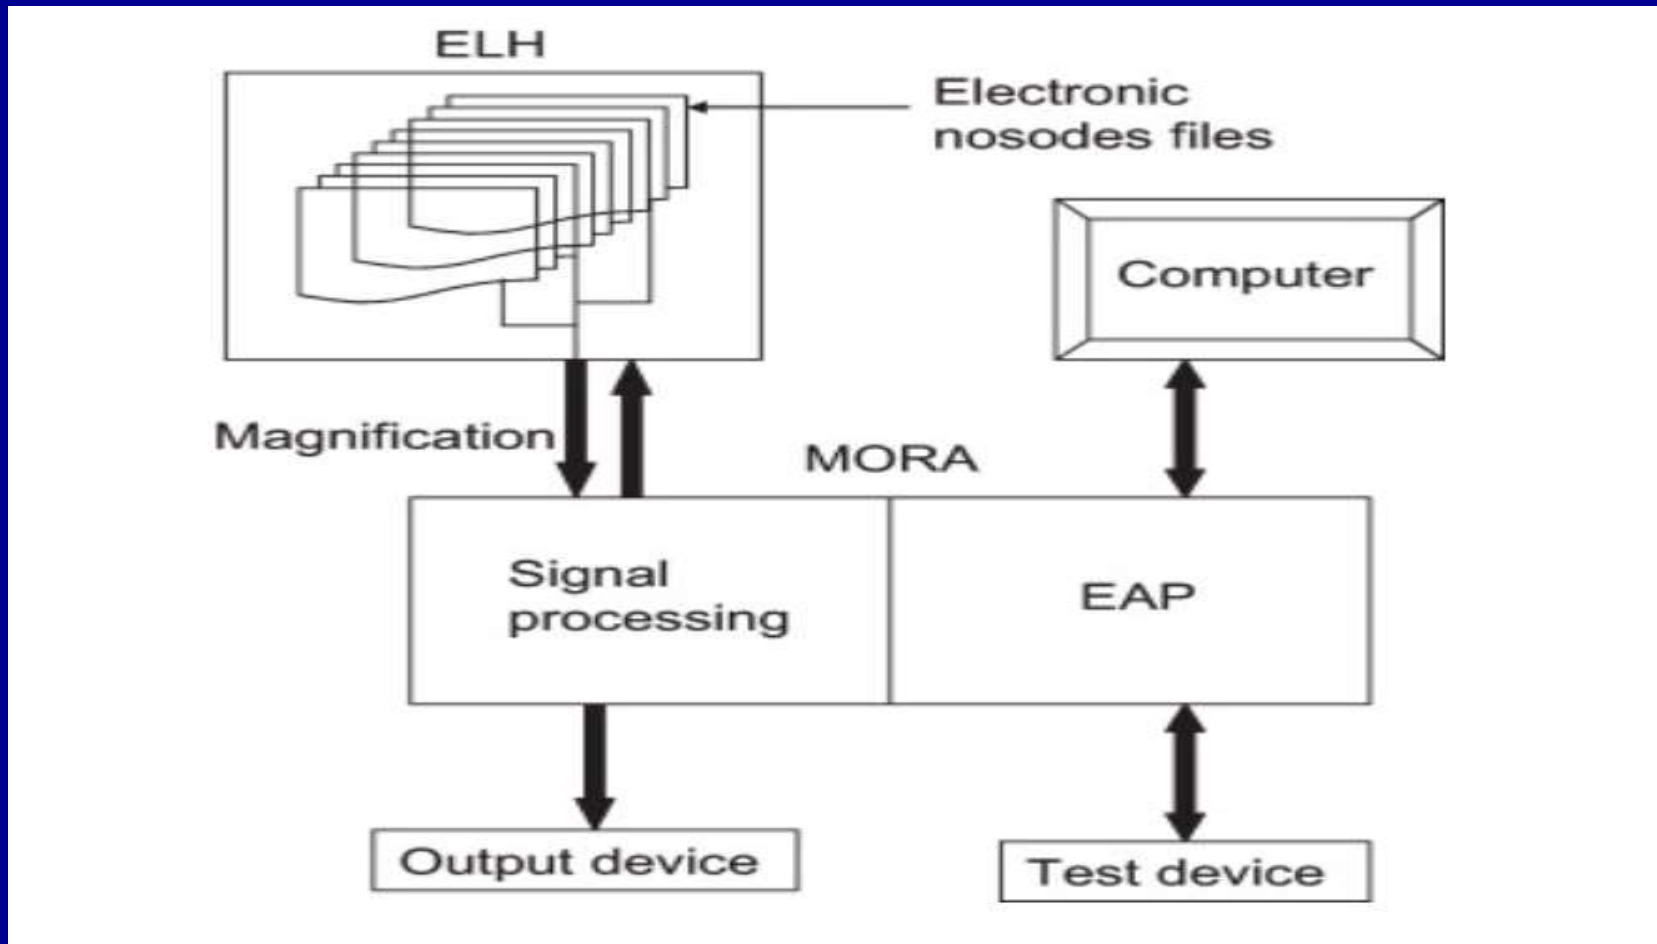 ELH
Electronic
nosodes files
Computer
Magnification
MORA
Signal
processing
EAP
Output device
Test device